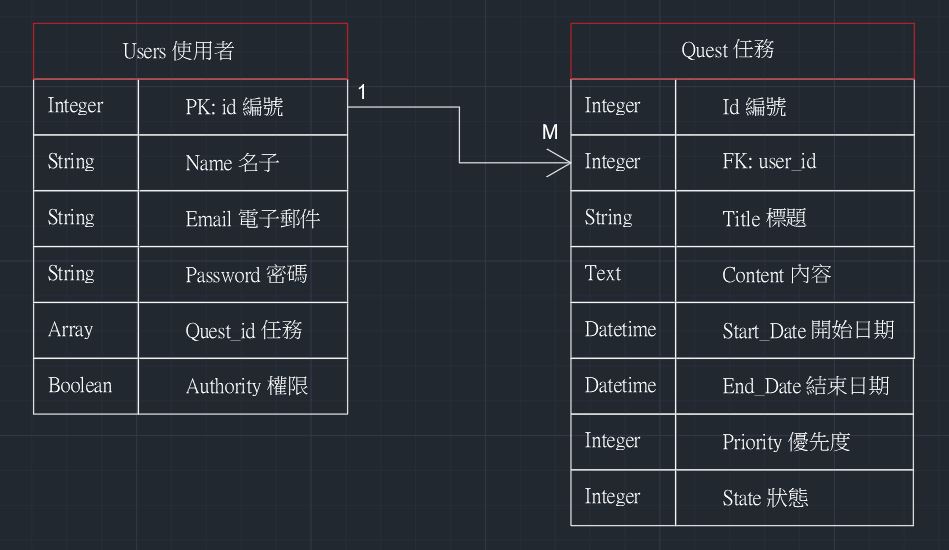 Users 使用者
Integer PK: id 編號
String Name 名子
String Email 電子郵件
String Password 密碼
Array Quest_id 任務
Boolean Authority 權限
1
M
Quest 任務
Integer Id 編號
Integer FK: user_id
String Title 標題
Text Content 內容
Datetime Start_Date 開始日期
Datetime End_Date 結束日期
Integer Priority 優先度
Integer State 狀態